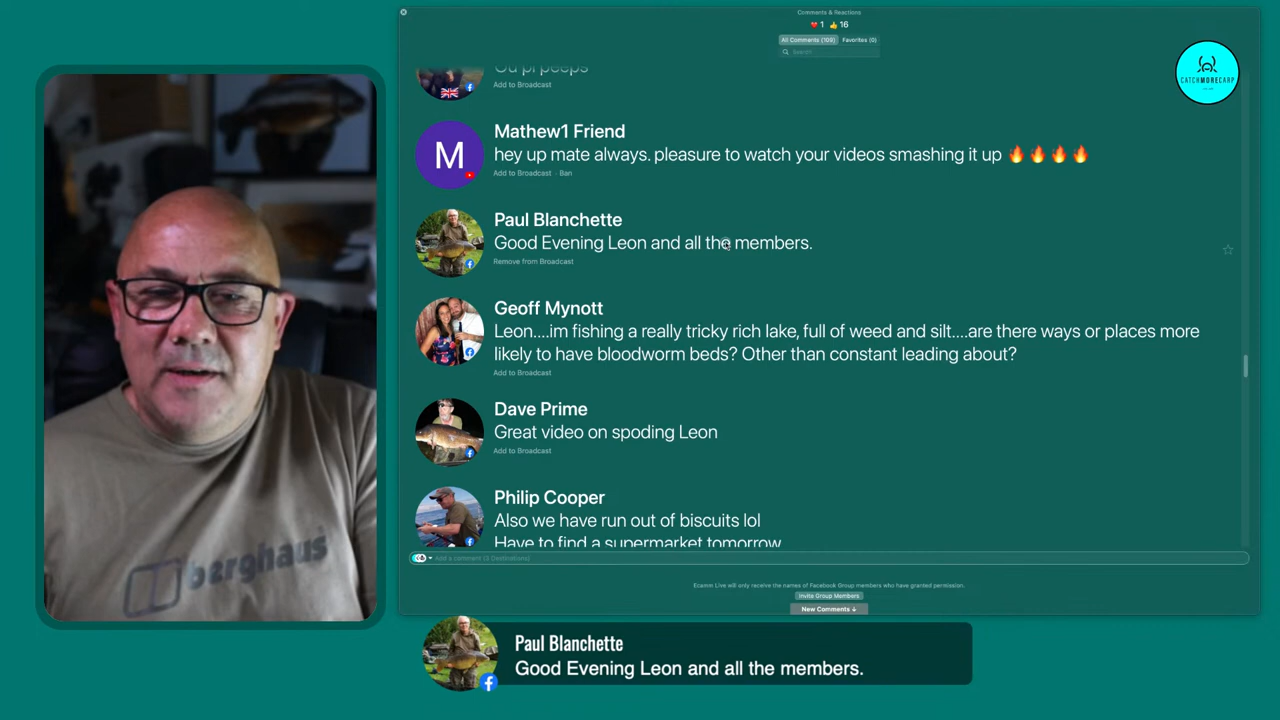 Comments & Reactions
1 16
All Comments (109) Favorites (0)
Search
CATCHMORECARP
Add to Broadcast
Mathew1 Friend
M
hey up mate always. pleasure to watch your videos smashing it up
Add to Broadcast · Ban
Paul Blanchette
Good Evening Leon and all the members.
Remove from Broadcast
Geoff Mynott
Leon....im fishing a really tricky rich lake, full of weed and silt....are there ways or places more
likely to have bloodworm beds? Other than constant leading about?
Add to Broadcast
Dave Prime
Great video on spoding Leon
Add to Broadcast
Philip Cooper
Also we have run out of biscuits lol
Have to find a supermarket tomorrow
berghaus
Add a comment (3 Destinations)
Ecamm Live will only receive the names of Facebook Group members who have granted permission.
Invite Group Members
New Comments ↓
Paul Blanchette
Good Evening Leon and all the members.